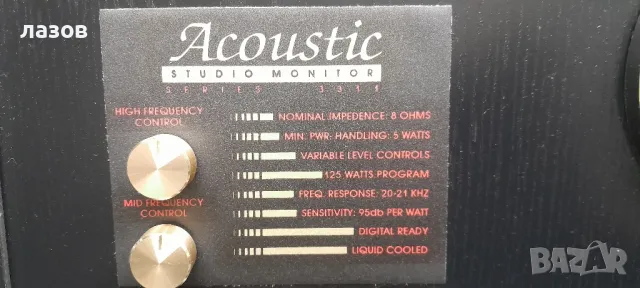 лазов
Acoustic
STUDIO MONITOR
SERIES 3311
HIGH FREQUENCY
CONTROL
MID FREQUENCY
CONTROL
NOMINAL IMPEDENCE: 8 OHMS
MIN. PWR: HANDLING: 5 WATTS
VARIABLE LEVEL CONTROLS
125 WATTS PROGRAM
FREQ. RESPONSE: 20-21 KHZ
SENSITIVITY: 95db PER WATT
DIGITAL READY
LIQUID COOLED
BAZAR
bg